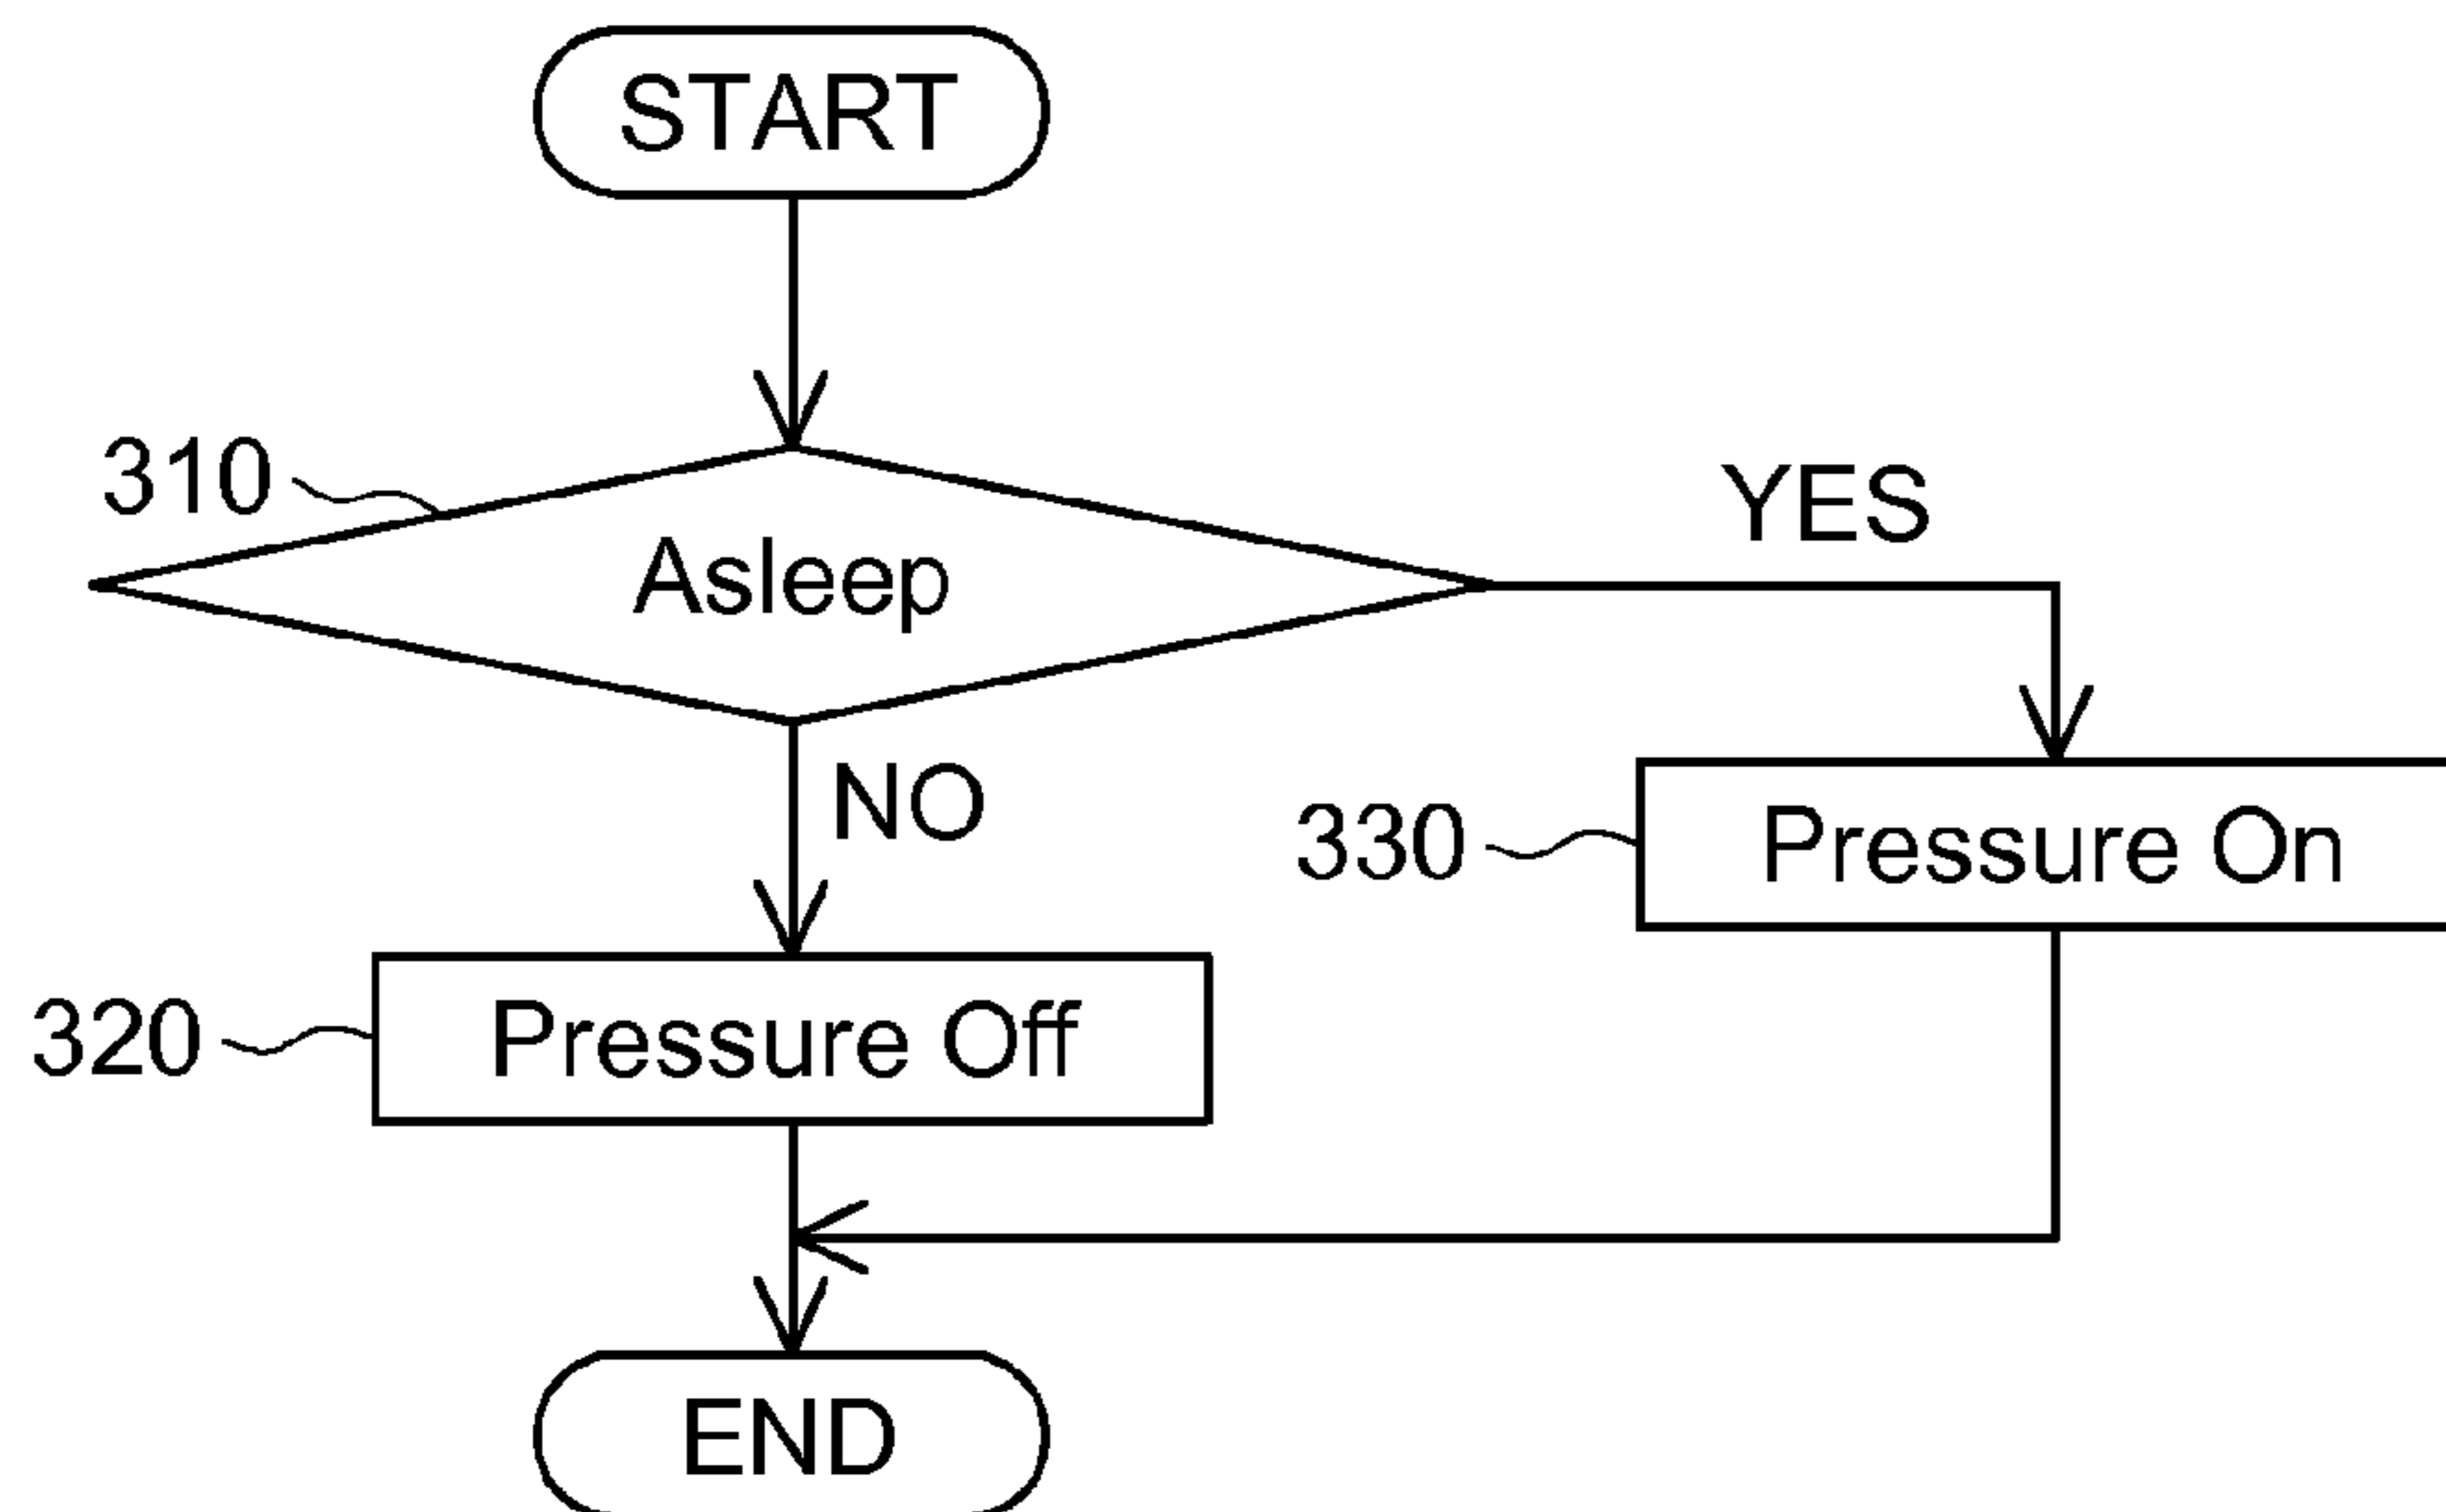 START
310
Asleep
YES
NO
330
Pressure On
320
Pressure Off
END